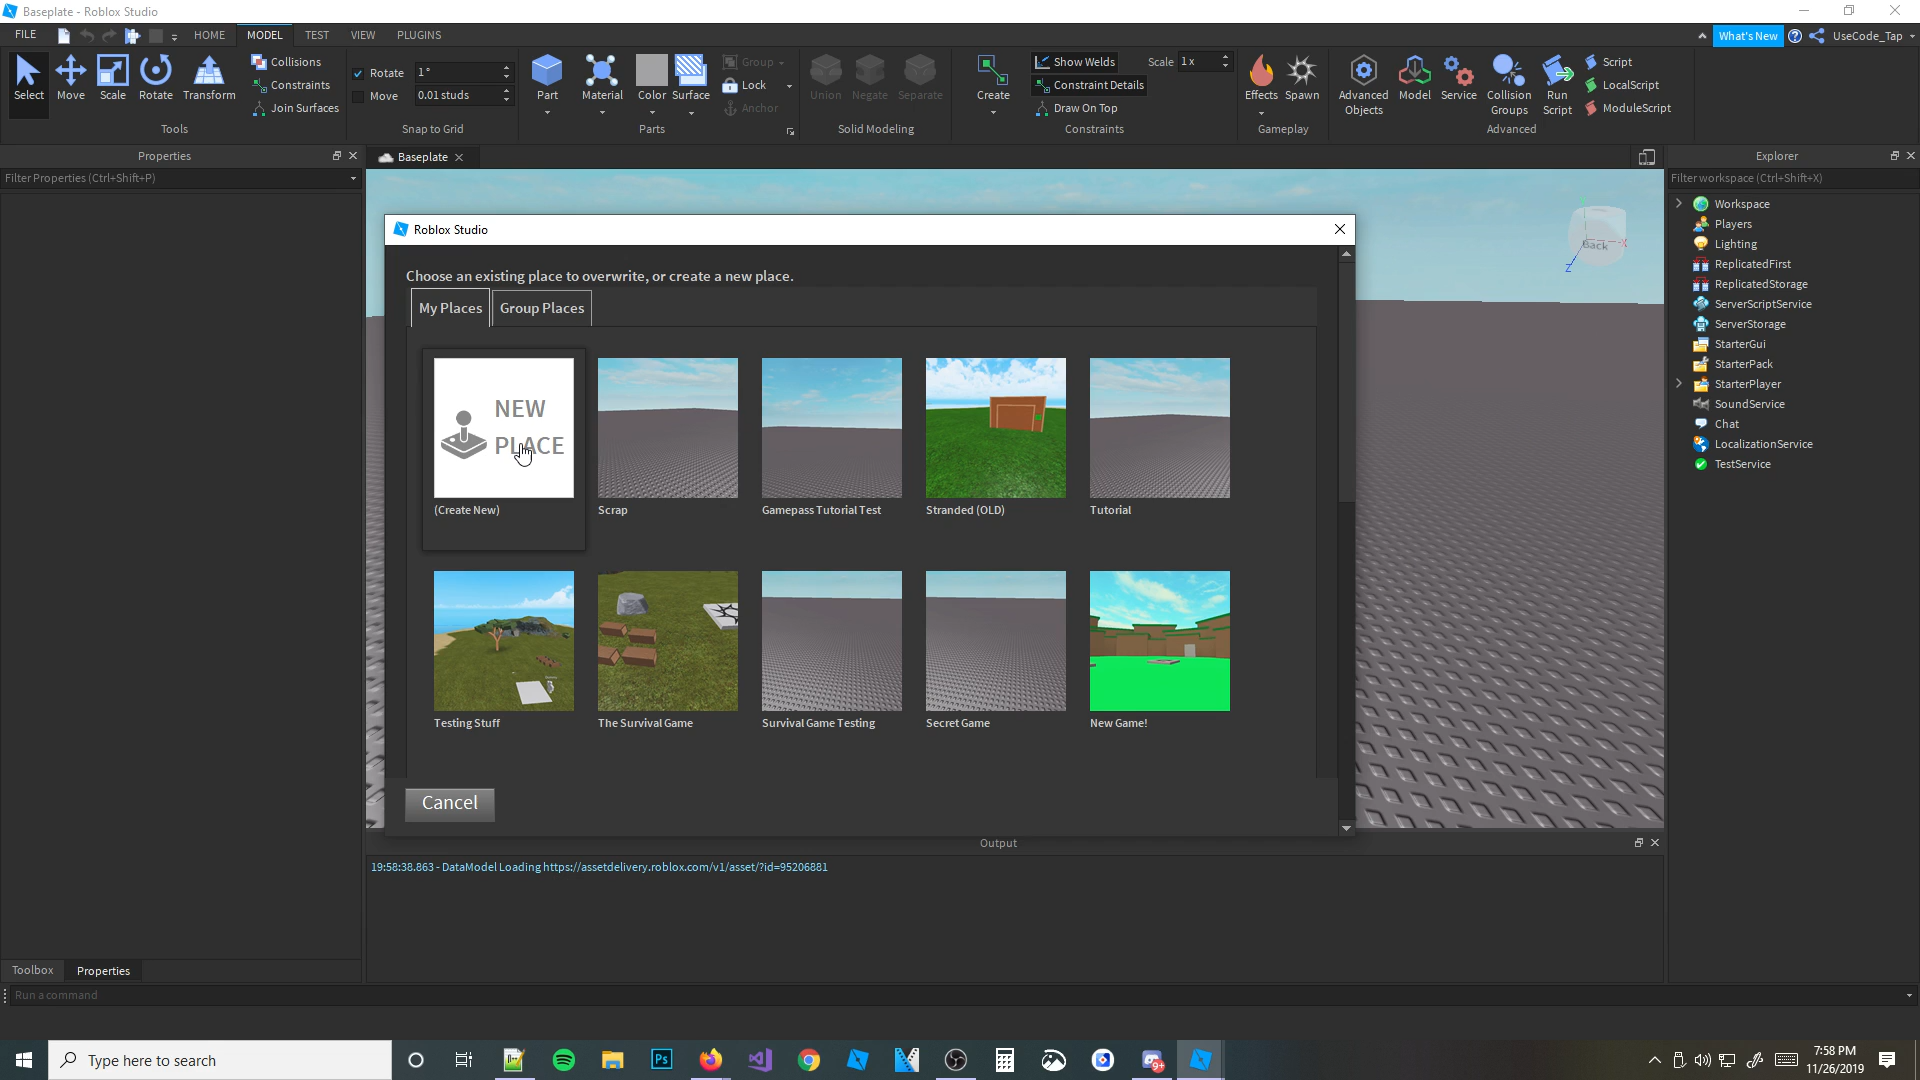 Baseplate - Roblox Studio
FILE
HOME
MODEL
TEST
VIEW
PLUGINS
What's New
UseCode_Tap
Select
Move
Scale
Rotate
Transform
Collisions
Constraints
Join Surfaces
Tools
Rotate
1°
Move
0.01 studs
Snap to Grid
Part
Material
Color
Surface
Group
Lock
Anchor
Parts
Union
Negate
Separate
Solid Modeling
Create
Show Welds
Constraint Details
Draw On Top
Scale
1x
Constraints
Effects
Spawn
Gameplay
Advanced
Objects
Model
Service
Collision
Groups
Run
Script
Script
LocalScript
ModuleScript
Advanced
Properties
Filter Properties (Ctrl+Shift+P)
Baseplate
Back
X
Z
Explorer
Filter workspace (Ctrl+Shift+X)
Workspace
Players
Lighting
ReplicatedFirst
ReplicatedStorage
ServerScriptService
ServerStorage
StarterGui
StarterPack
StarterPlayer
SoundService
Chat
LocalizationService
TestService
Roblox Studio
Choose an existing place to overwrite, or create a new place.
My Places
Group Places
NEW
PLACE
(Create New)
Scrap
Gamepass Tutorial Test
Stranded (OLD)
Tutorial
Testing Stuff
The Survival Game
Survival Game Testing
Secret Game
New Game!
Cancel
Output
19:58:38.863 - DataModel Loading https://assetdelivery.roblox.com/v1/asset/?id=95206881
Toolbox
Properties
Run a command
Type here to search
Ps
9+
7:58 PM
11/26/2019